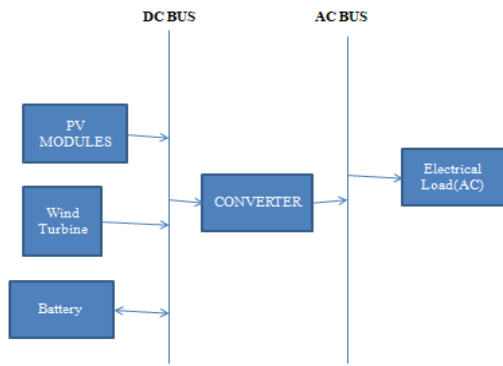 DC BUS
AC BUS
PV
MODULES
Electrical
Load(AC)
CONVERTER
Wind
Turbine
Battery